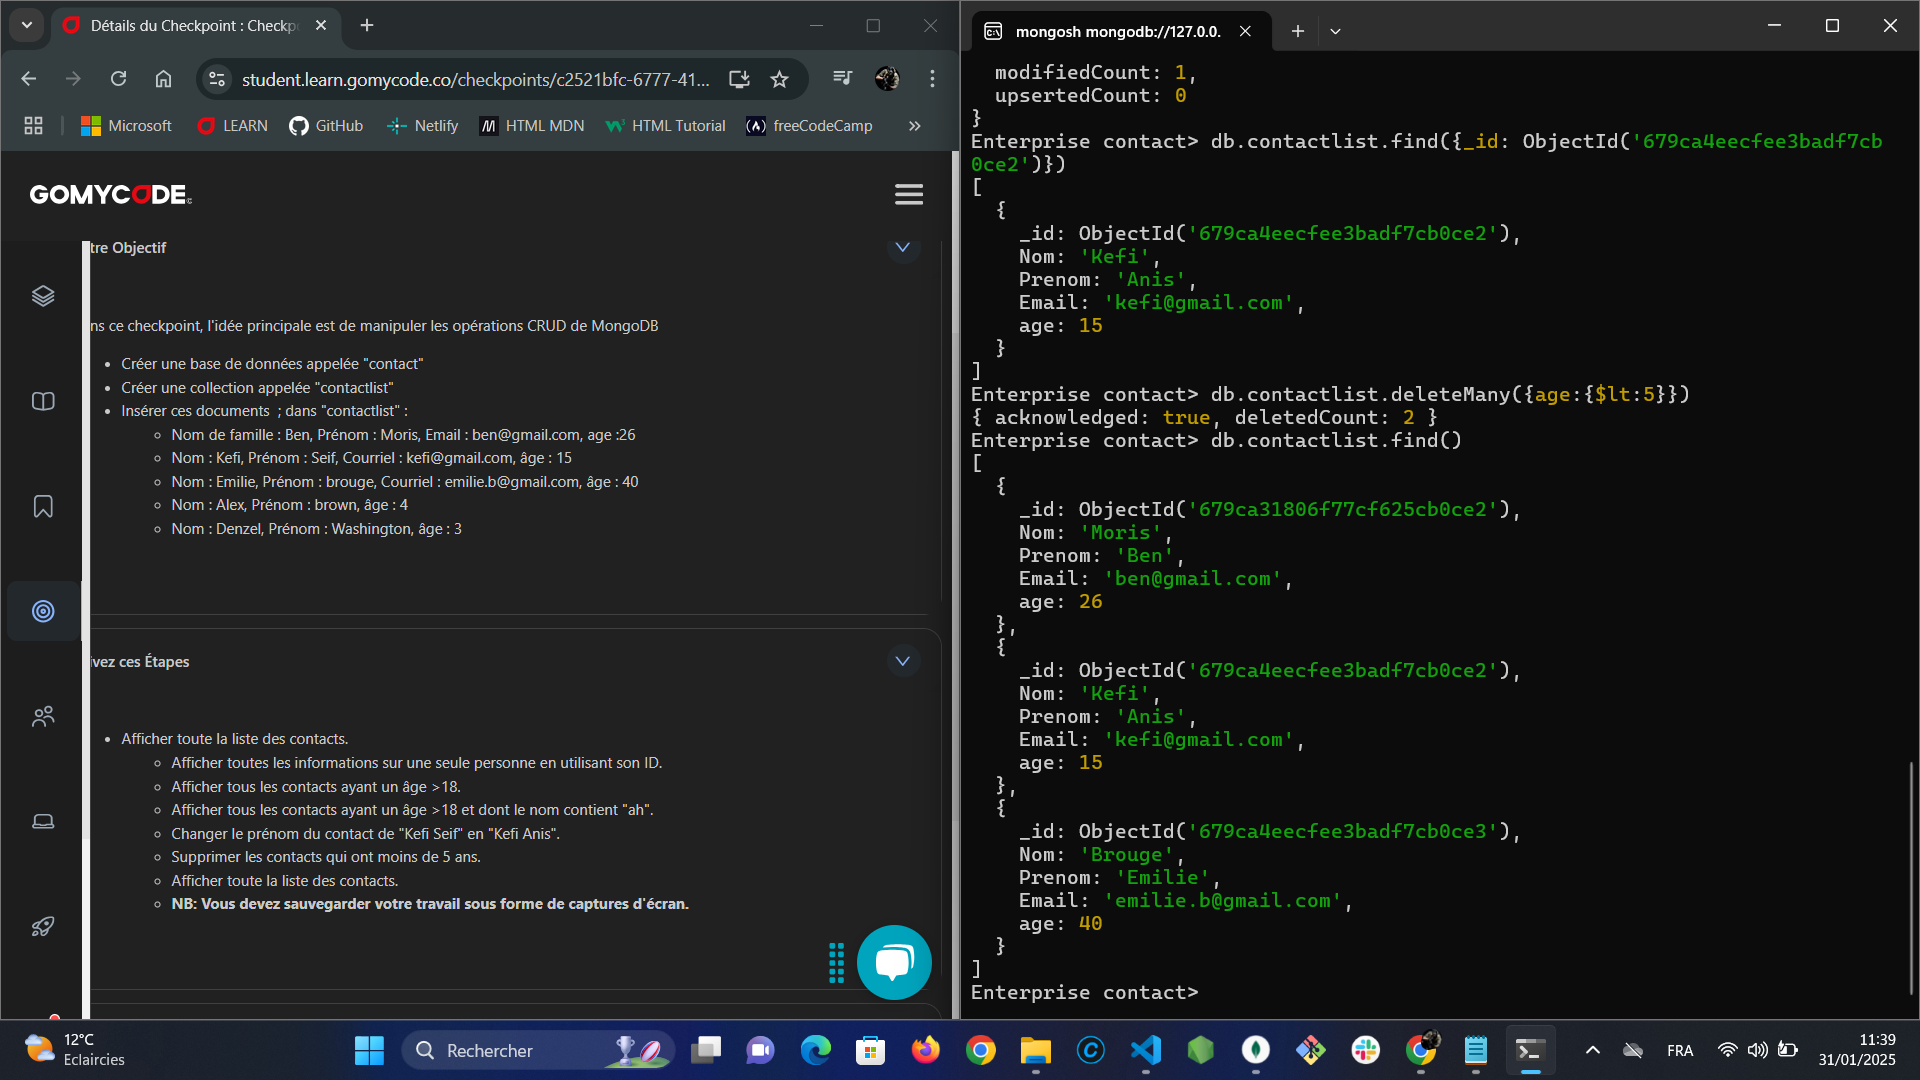 Détails du Checkpoint : Checkp
student.learn.gomycode.co/checkpoints/c2521bfc-6777-41...
Microsoft
LEARN
GitHub
Netlify
HTML MDN
HTML Tutorial
freeCodeCamp
GOMYCODE
tre Objectif
ns ce checkpoint, l'idée principale est de manipuler les opérations CRUD de MongoDB
Créer une base de données appelée "contact"
Créer une collection appelée "contactlist"
Insérer ces documents  ; dans "contactlist" :
Nom de famille : Ben, Prénom : Moris, Email : ben@gmail.com, age :26
Nom : Kefi, Prénom : Seif, Courriel : kefi@gmail.com, âge : 15
Nom : Emilie, Prénom : brouge, Courriel : emilie.b@gmail.com, âge : 40
Nom : Alex, Prénom : brown, âge : 4
Nom : Denzel, Prénom : Washington, âge : 3
ivez ces Étapes
Afficher toute la liste des contacts.
Afficher toutes les informations sur une seule personne en utilisant son ID.
Afficher tous les contacts ayant un âge >18.
Afficher tous les contacts ayant un âge >18 et dont le nom contient "ah".
Changer le prénom du contact de "Kefi Seif" en "Kefi Anis".
Supprimer les contacts qui ont moins de 5 ans.
Afficher toute la liste des contacts.
NB: Vous devez sauvegarder votre travail sous forme de captures d'écran.
mongosh mongodb://127.0.0.
modifiedCount: 1,
upsertedCount: 0
}
Enterprise contact> db.contactlist.find({_id: ObjectId('679ca4eecfee3badf7cb
0ce2')})
[
{
_id: ObjectId('679ca4eecfee3badf7cb0ce2'),
Nom: 'Kefi',
Prenom: 'Anis',
Email: 'kefi@gmail.com',
age: 15
}
]
Enterprise contact> db.contactlist.deleteMany({age:{$lt:5}})
{ acknowledged: true, deletedCount: 2 }
Enterprise contact> db.contactlist.find()
[
{
_id: ObjectId('679ca31806f77cf625cb0ce2'),
Nom: 'Moris',
Prenom: 'Ben',
Email: 'ben@gmail.com',
age: 26
},
{
_id: ObjectId('679ca4eecfee3badf7cb0ce2'),
Nom: 'Kefi',
Prenom: 'Anis',
Email: 'kefi@gmail.com',
age: 15
},
{
_id: ObjectId('679ca4eecfee3badf7cb0ce3'),
Nom: 'Brouge',
Prenom: 'Emilie',
Email: 'emilie.b@gmail.com',
age: 40
}
]
Enterprise contact>
12°C
Eclaircies
Rechercher
FRA
11:39
31/01/2025